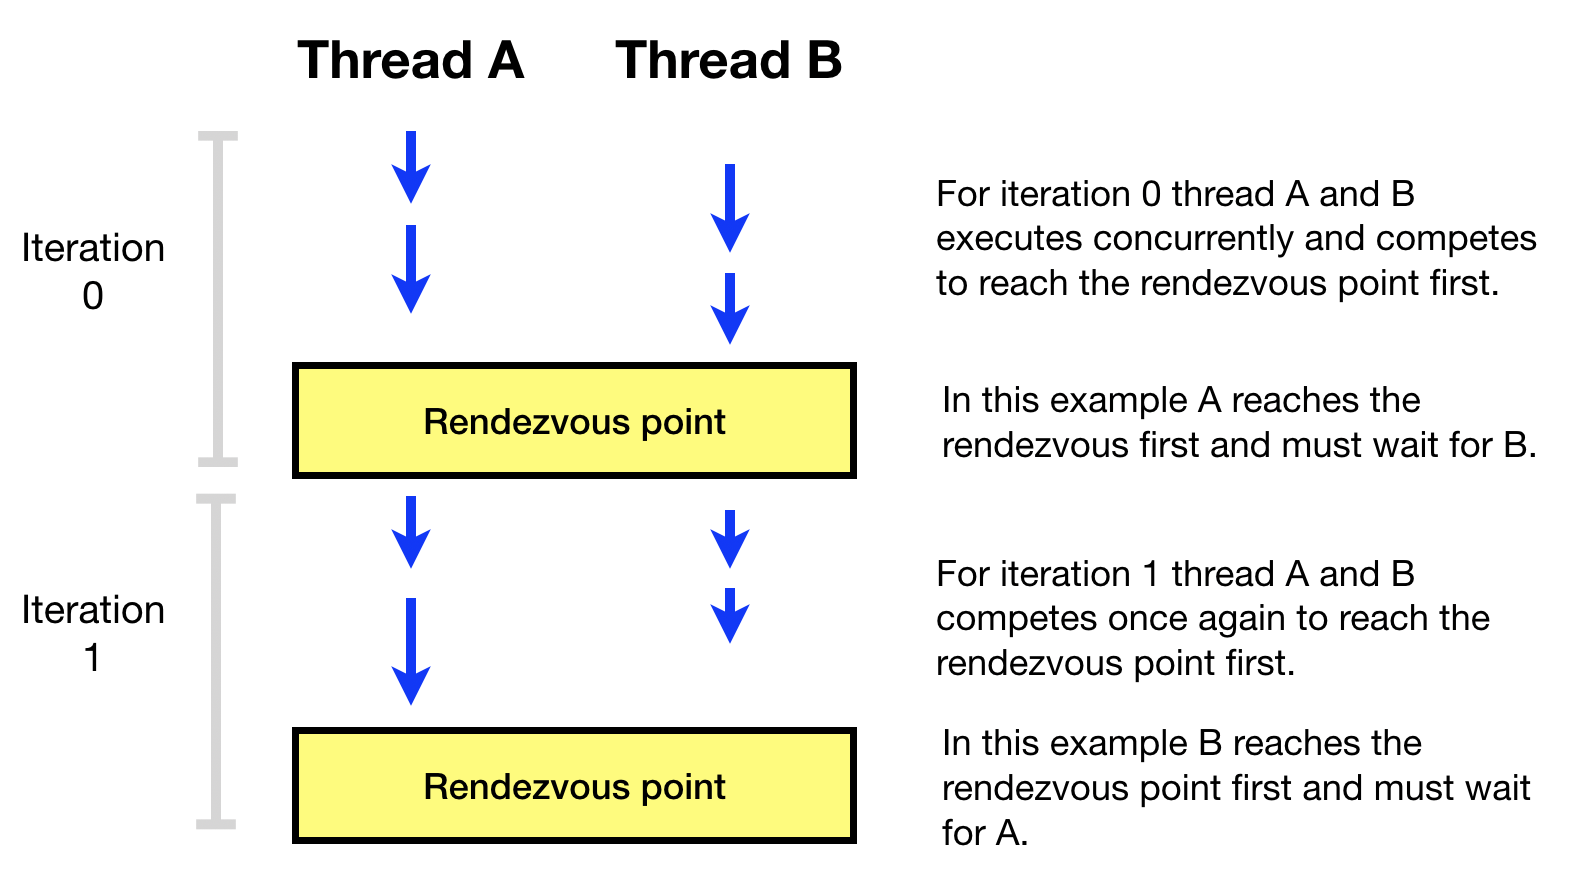 Thread A
Thread B
Iteration
0
For iteration 0 thread A and B
executes concurrently and competes
to reach the rendezvous point first.
Rendezvous point
In this example A reaches the
rendezvous first and must wait for B.
Iteration
1
For iteration 1 thread A and B
competes once again to reach the
rendezvous point first.
Rendezvous point
In this example B reaches the
rendezvous point first and must wait
for A.